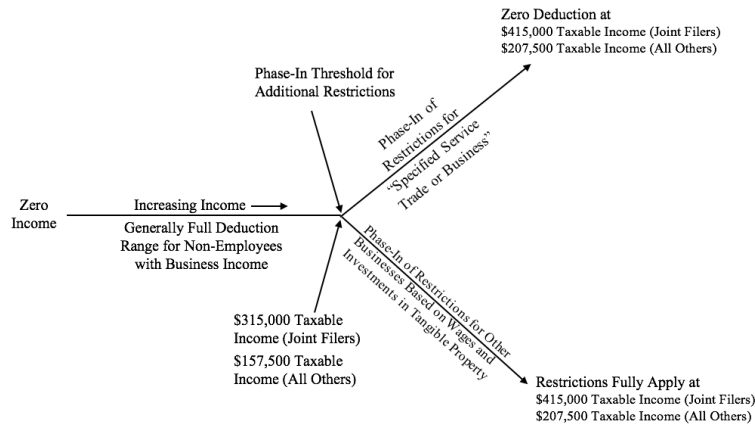 Zero Deduction at
$415,000 Taxable Income (Joint Filers)
$207,500 Taxable Income (All Others)
Phase-In Threshold for
Additional Restrictions
Phase-In of
Restrictions for
“Specified Service
Trade or Business”
Zero
Income
Increasing Income
Generally Full Deduction
Range for Non-Employees
with Business Income
Phase-In of Restrictions for Other
Businesses Based on Wages and
Investments in Tangible Property
$315,000 Taxable
Income (Joint Filers)
$157,500 Taxable
Income (All Others)
Restrictions Fully Apply at
$415,000 Taxable Income (Joint Filers)
$207,500 Taxable Income (All Others)